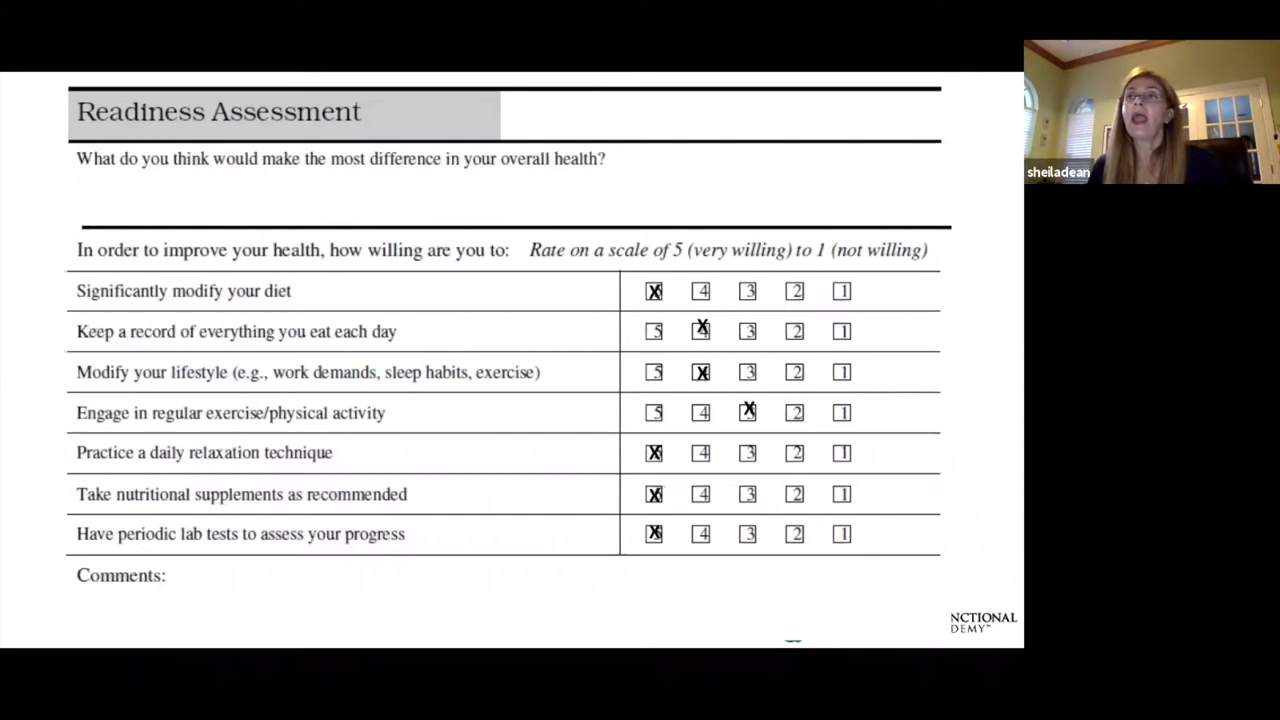 Readiness Assessment
What do you think would make the most difference in your overall health?
In order to improve your health, how willing are you to: Rate on a scale of 5 (very willing) to 1 (not willing)
Significantly modify your diet X 4 3 2 1
Keep a record of everything you eat each day 5 X 3 2 1
Modify your lifestyle (e.g., work demands, sleep habits, exercise) 5 X 3 2 1
Engage in regular exercise/physical activity 5 4 X 2 1
Practice a daily relaxation technique X 4 3 2 1
Take nutritional supplements as recommended X 4 3 2 1
Have periodic lab tests to assess your progress X 4 3 2 1
Comments:
NCTIONAL
DEMY™
sheiladean